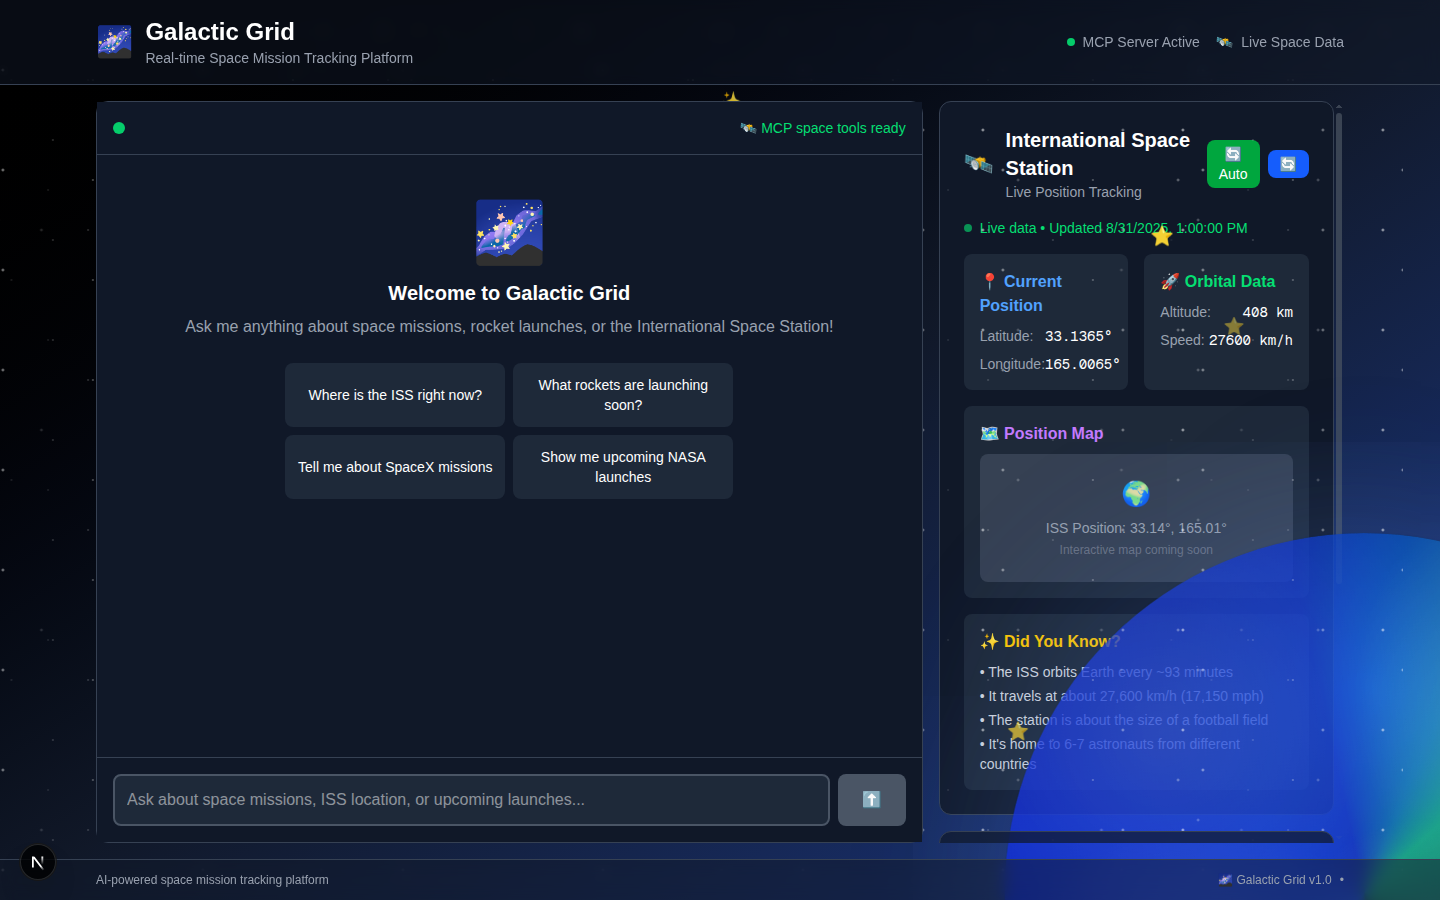 Galactic Grid
Real-time Space Mission Tracking Platform
MCP Server Active
Live Space Data
MCP space tools ready
Welcome to Galactic Grid
Ask me anything about space missions, rocket launches, or the International Space Station!
Where is the ISS right now?
What rockets are launching
soon?
Tell me about SpaceX missions
Show me upcoming NASA
launches
Ask about space missions, ISS location, or upcoming launches...
International Space
Station
Live Position Tracking
Auto
Live data • Updated 8/31/2025, 1:00:00 PM
Current
Position
Latitude: 33.1365°
Longitude: 165.0065°
Orbital Data
Altitude: 408 km
Speed: 27600 km/h
Position Map
ISS Position: 33.14°, 165.01°
Interactive map coming soon
Did You Know?
• The ISS orbits Earth every ~93 minutes
• It travels at about 27,600 km/h (17,150 mph)
• The station is about the size of a football field
• It's home to 6-7 astronauts from different
countries
N
AI-powered space mission tracking platform
Galactic Grid v1.0 •